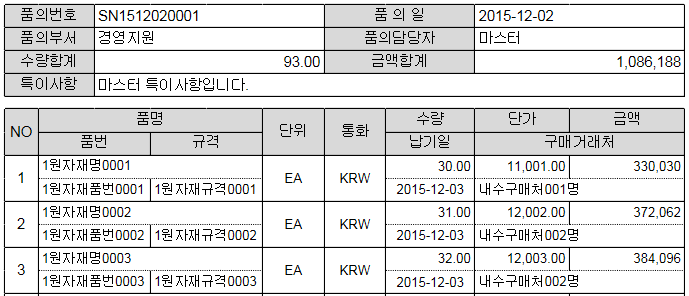 품의번호 SN1512020001 품 의 일 2015-12-02
품의부서 경영지원 품의담당자 마스터
수량합계 93.00 금액합계 1,086,188
특이사항 마스터 특이사항입니다.
NO 품명 단위 통화 수량 단가 금액
품번 규격 납기일 구매거래처
1 1원자재명0001 EA KRW 30.00 11,001.00 330,030
1원자재품번0001 1원자재규격0001 2015-12-03 내수구매처001명
2 1원자재명0002 EA KRW 31.00 12,002.00 372,062
1원자재품번0002 1원자재규격0002 2015-12-03 내수구매처002명
3 1원자재명0003 EA KRW 32.00 12,003.00 384,096
1원자재품번0003 1원자재규격0003 2015-12-03 내수구매처002명